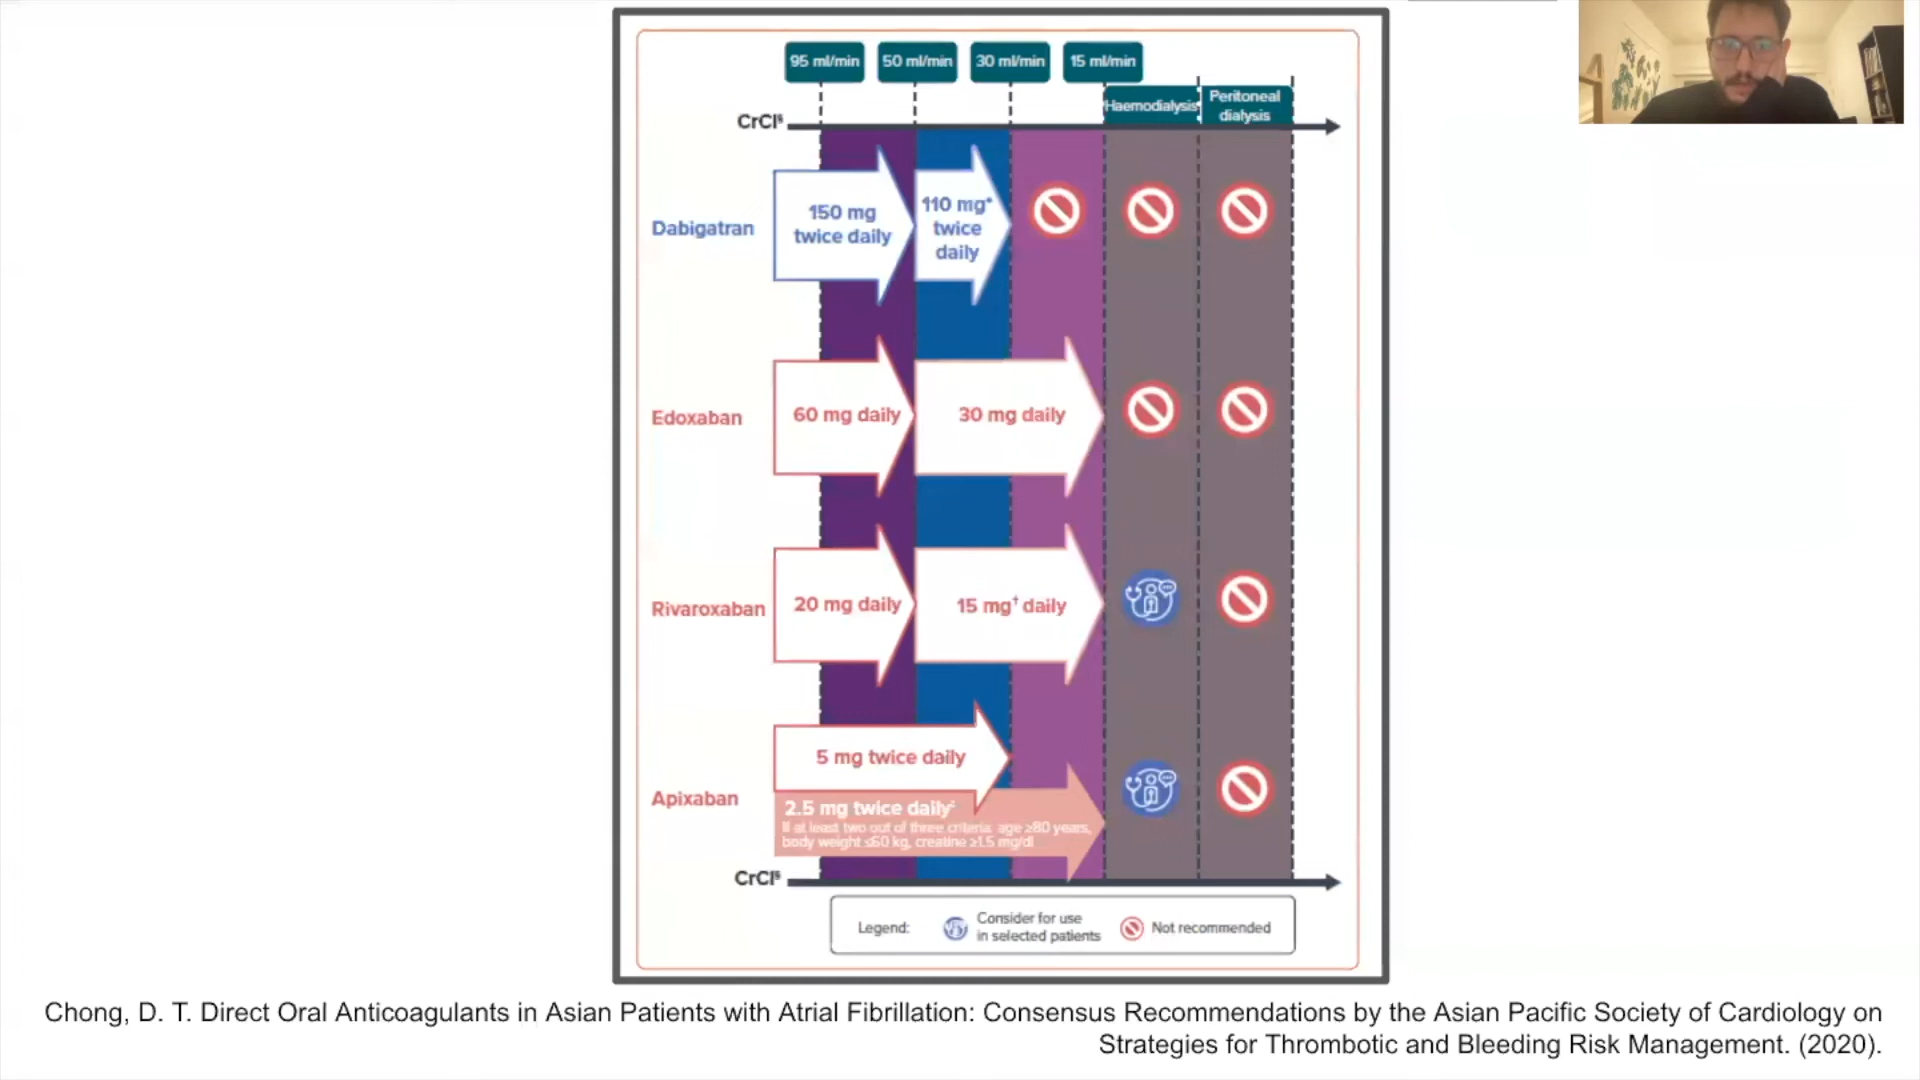 95 ml/min
50 ml/min
30 ml/min
15 ml/min
Haemodialysis
Peritoneal
dialysis
CrCl§
Dabigatran
150 mg
twice daily
110 mg*
twice
daily
Edoxaban
60 mg daily
30 mg daily
Rivaroxaban
20 mg daily
15 mg† daily
Apixaban
5 mg twice daily
2.5 mg twice daily‡
If at least two out of three criteria: age ≥80 years,
body weight ≤60 kg, creatine ≥1.5 mg/dl
CrCl§
Legend:
Consider for use
in selected patients
Not recommended
Chong, D. T. Direct Oral Anticoagulants in Asian Patients with Atrial Fibrillation: Consensus Recommendations by the Asian Pacific Society of Cardiology on
Strategies for Thrombotic and Bleeding Risk Management. (2020).